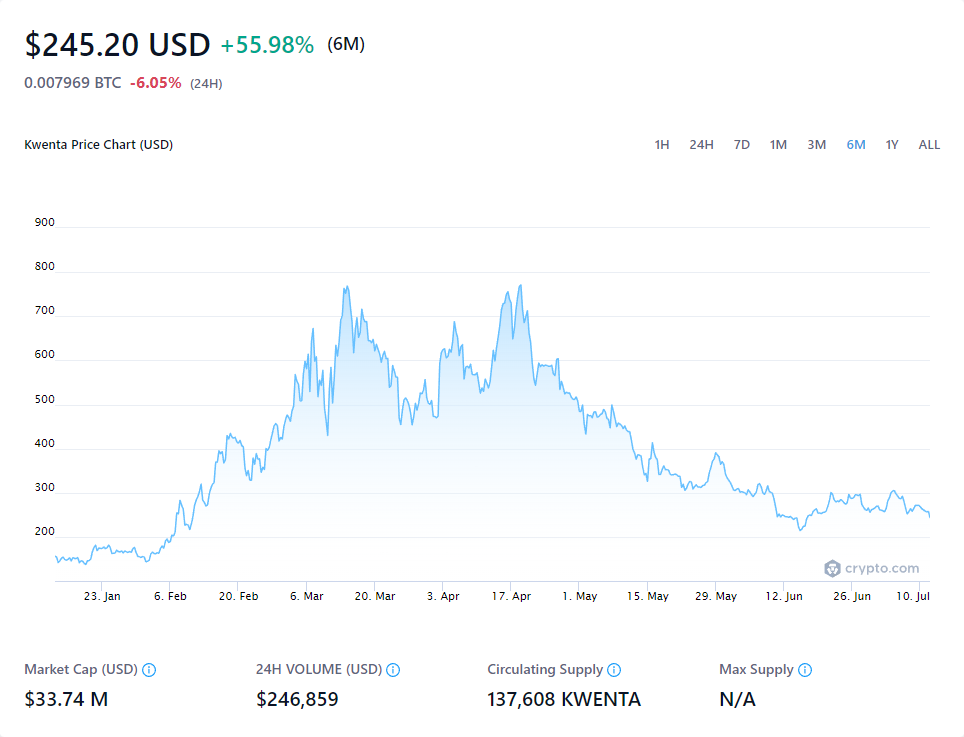 $245.20 USD +55.98% (6M)
0.007969 BTC -6.05% (24H)
Kwenta Price Chart (USD) 1H 24H 7D 1M 3M 6M 1Y ALL
900
800
700
600
500
400
300
200
crypto.com
23. Jan 6. Feb 20. Feb 6. Mar 20. Mar 3. Apr 17. Apr 1. May 15. May 29. May 12. Jun 26. Jun 10. Jul
Market Cap (USD) 24H VOLUME (USD) Circulating Supply Max Supply
$33.74 M $246,859 137,608 KWENTA N/A